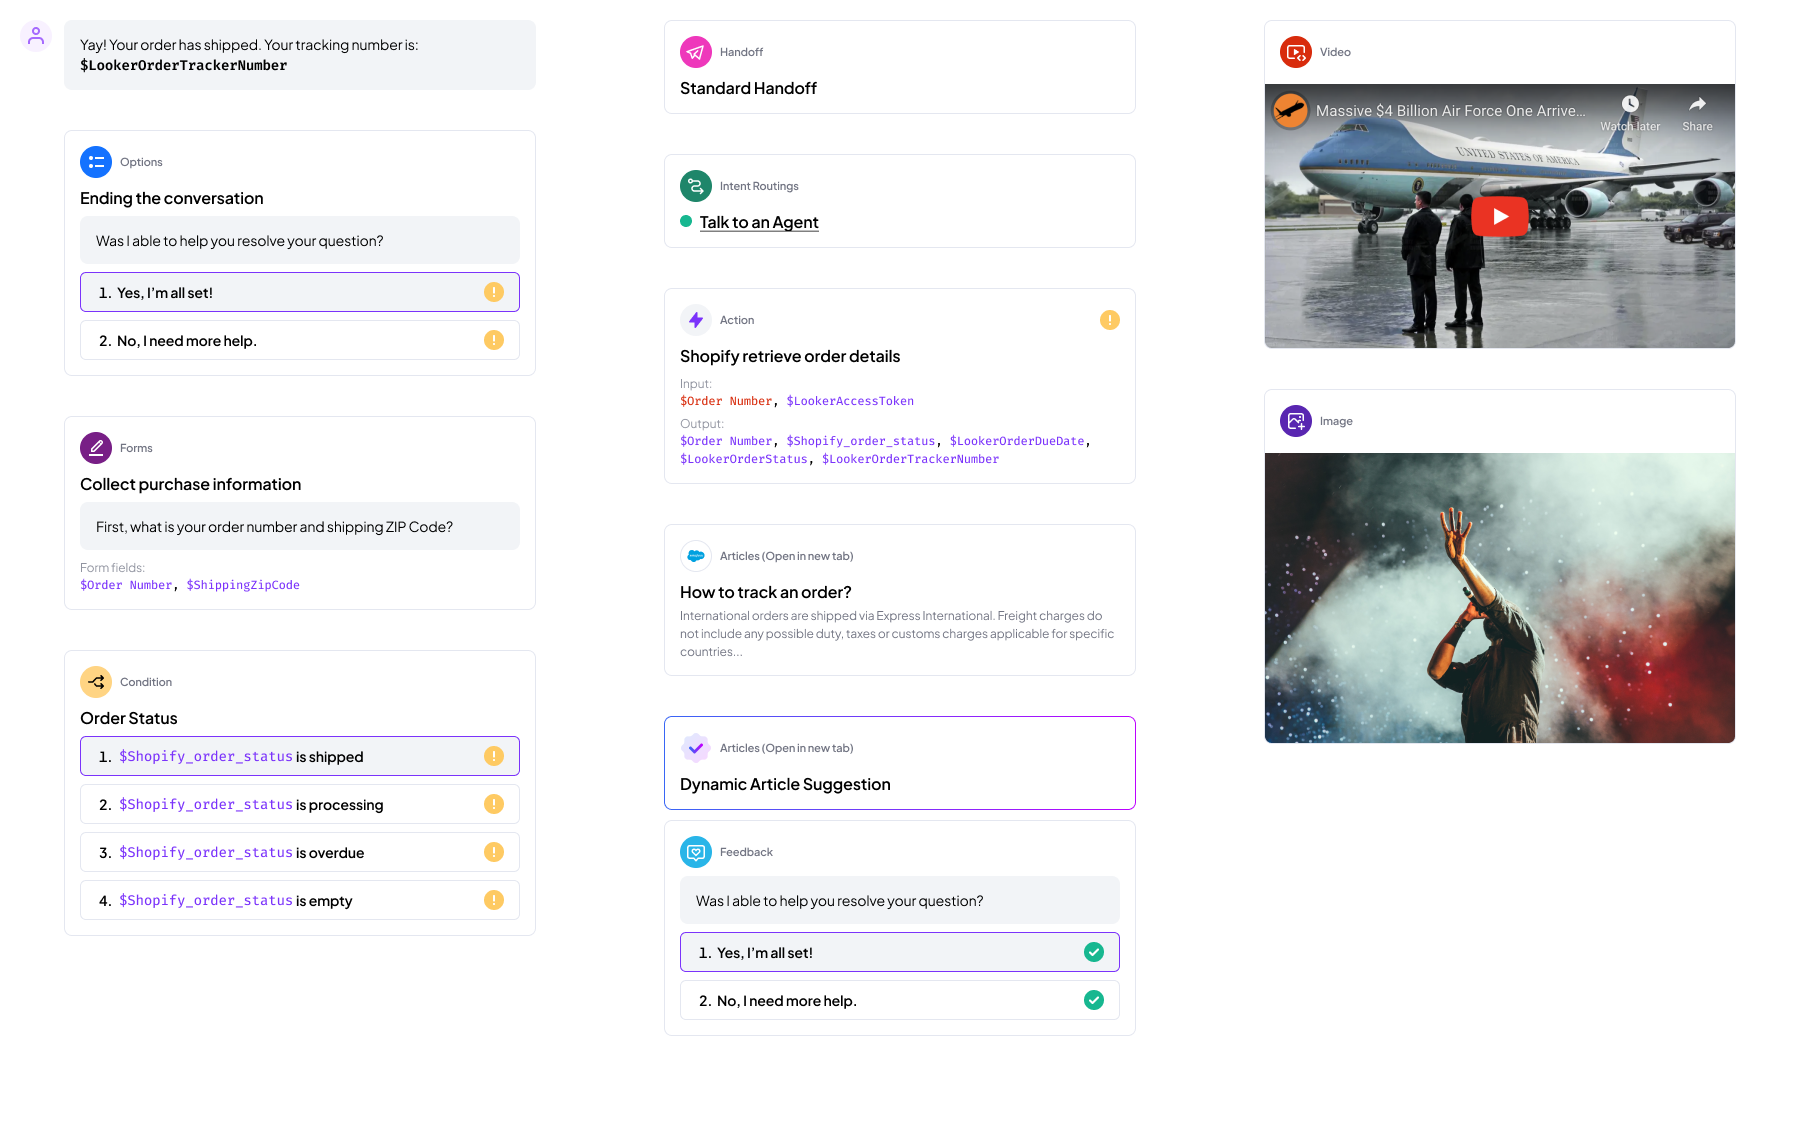 Yay! Your order has shipped. Your tracking number is:
$LookerOrderTrackerNumber
Options
Ending the conversation
Was I able to help you resolve your question?
1. Yes, I'm all set!
2. No, I need more help.
Forms
Collect purchase information
First, what is your order number and shipping ZIP Code?
Form fields:
$Order Number, $ShippingZipCode
Condition
Order Status
1. $Shopify_order_status is shipped
2. $Shopify_order_status is processing
3. $Shopify_order_status is overdue
4. $Shopify_order_status is empty
Handoff
Standard Handoff
Intent Routings
Talk to an Agent
Action
Shopify retrieve order details
Input:
$Order Number, $LookerAccessToken
Output:
$Order Number, $Shopify_order_status, $LookerOrderDueDate,
$LookerOrderStatus, $LookerOrderTrackerNumber
Articles (Open in new tab)
How to track an order?
International orders are shipped via Express International. Freight charges do
not include any possible duty, taxes or customs charges applicable for specific
countries...
Articles (Open in new tab)
Dynamic Article Suggestion
Feedback
Was I able to help you resolve your question?
1. Yes, I'm all set!
2. No, I need more help.
Video
Massive $4 Billion Air Force One Arrive...
Watch later
Share
UNITED STATES OF AMERICA
Image